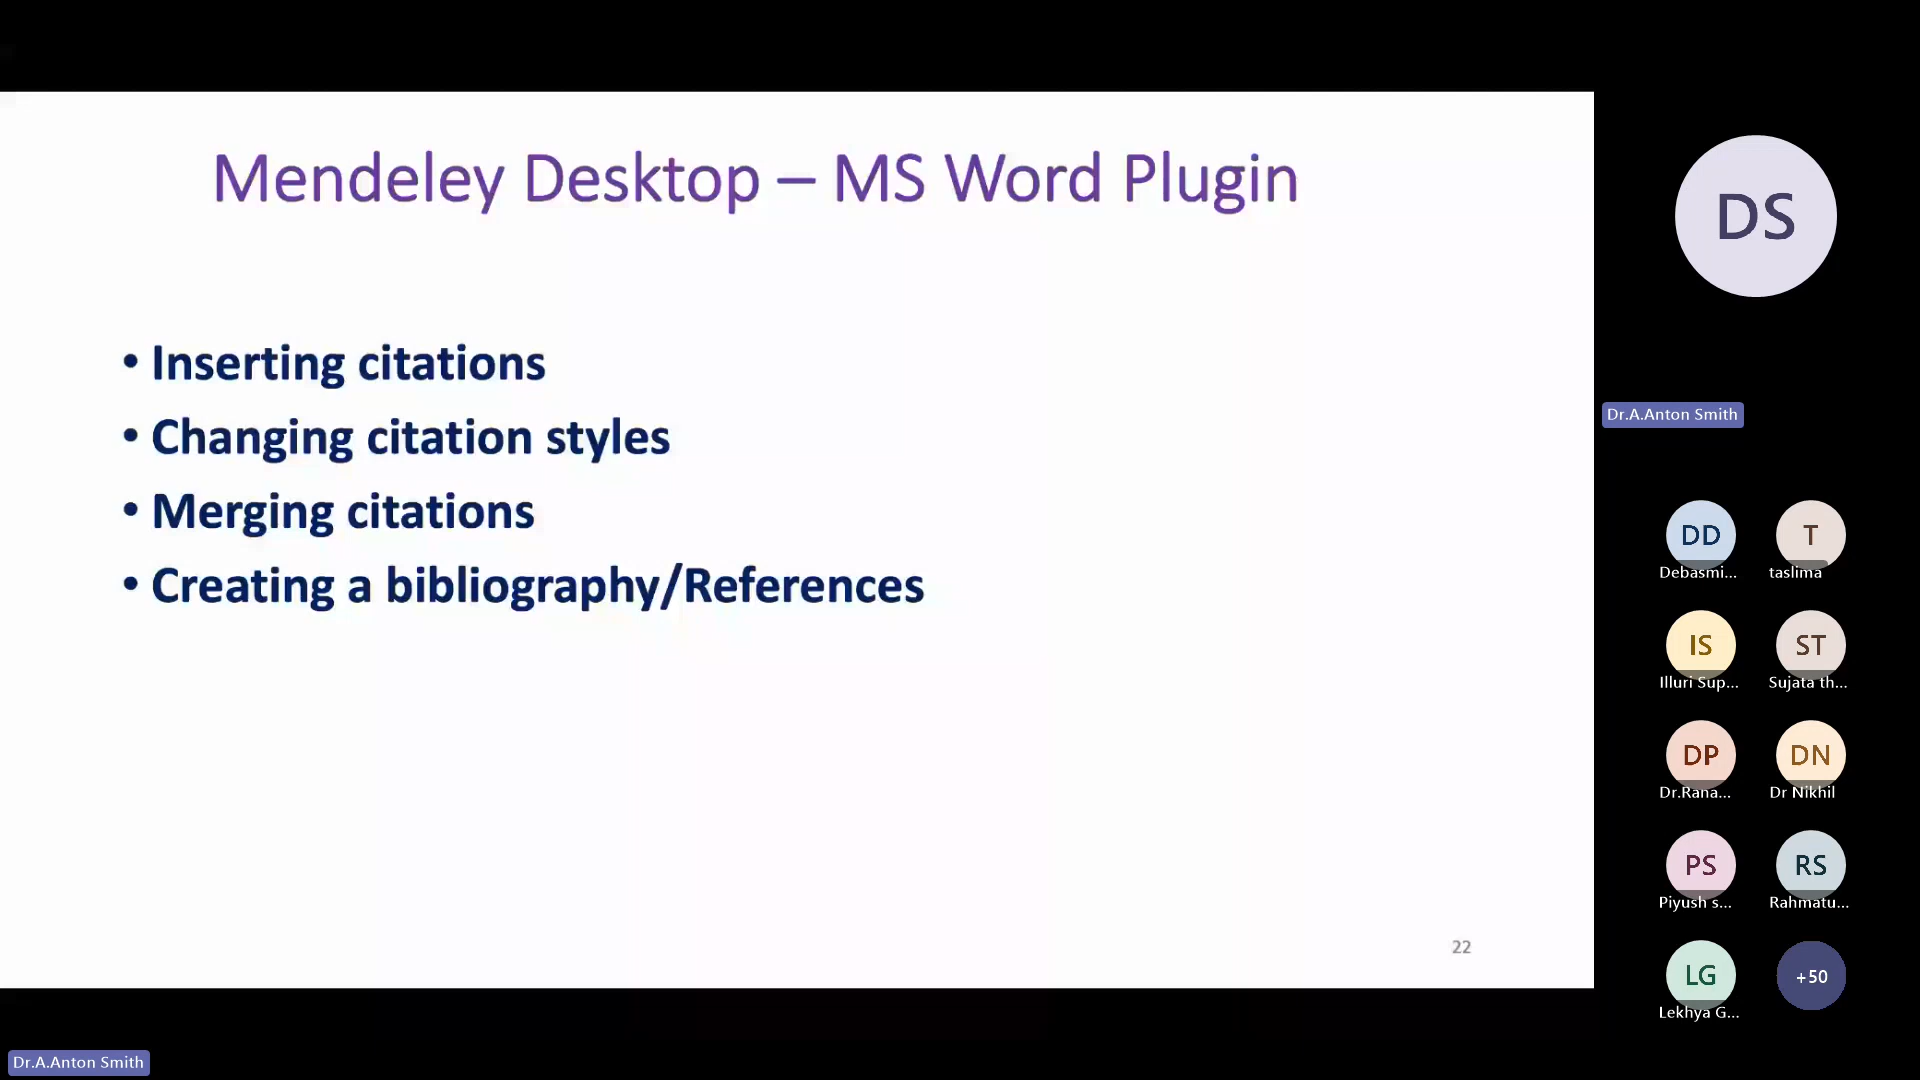 Mendeley Desktop – MS Word Plugin
• Inserting citations
• Changing citation styles
• Merging citations
• Creating a bibliography/References
22
DS
Dr.A.Anton Smith
DD
T
Debasmi...
taslima
IS
ST
Illuri Sup...
Sujata th...
DP
DN
Dr.Rana...
Dr Nikhil
PS
RS
Piyush s...
Rahmatu...
LG
+50
Lekhya G...
Dr.A.Anton Smith